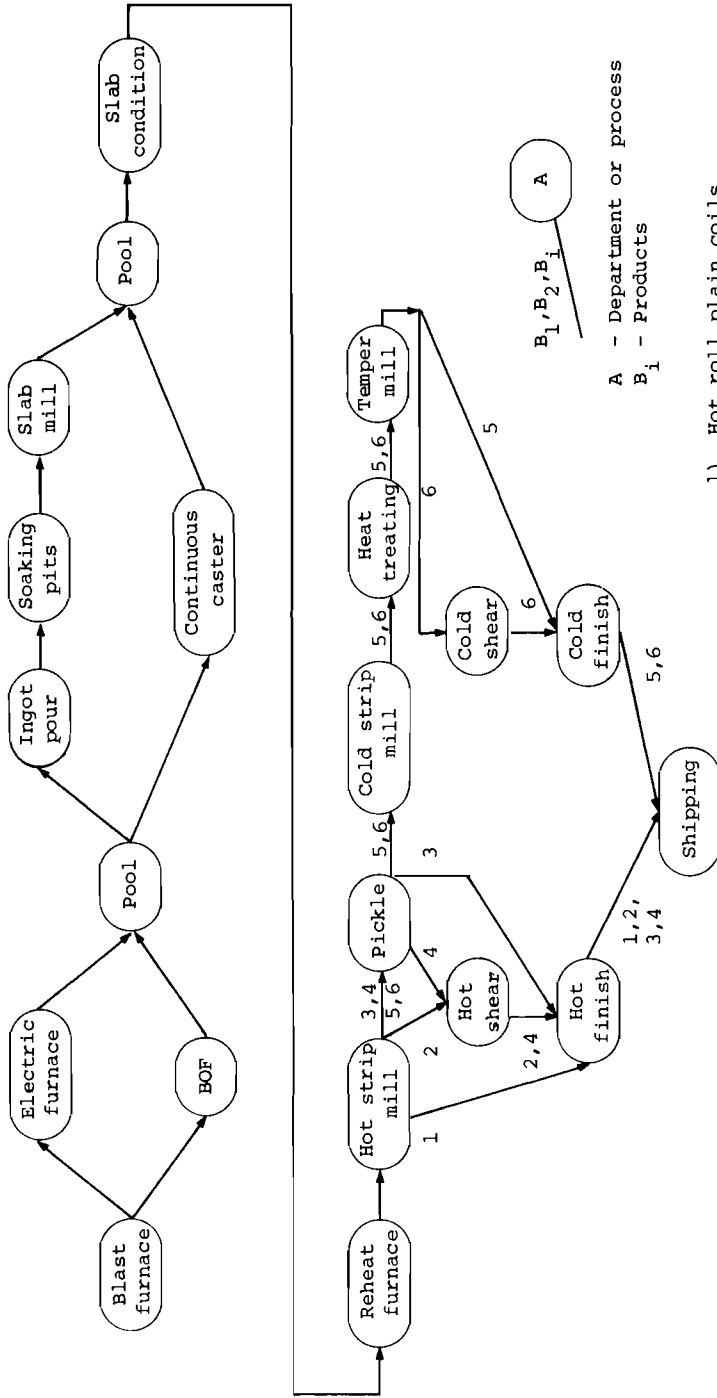 Blast
furnace
Electric
furnace
BOF
Pool
Ingot
pour
Soaking
pits
Slab
mill
Continuous
caster
Pool
Slab
condition
Reheat
furnace
Hot strip
mill
1
2
3,4
5,6
Pickle
4
3
Hot
shear
2,4
Hot
finish
1,2,
3,4
5,6
Cold strip
mill
5,6
Heat
treating
5,6
Temper
mill
6
5
Cold
shear
6
Cold
finish
5,6
Shipping
B1,B2,Bi
A
A - Department or process
Bi - Products
1) Hot roll plain coils